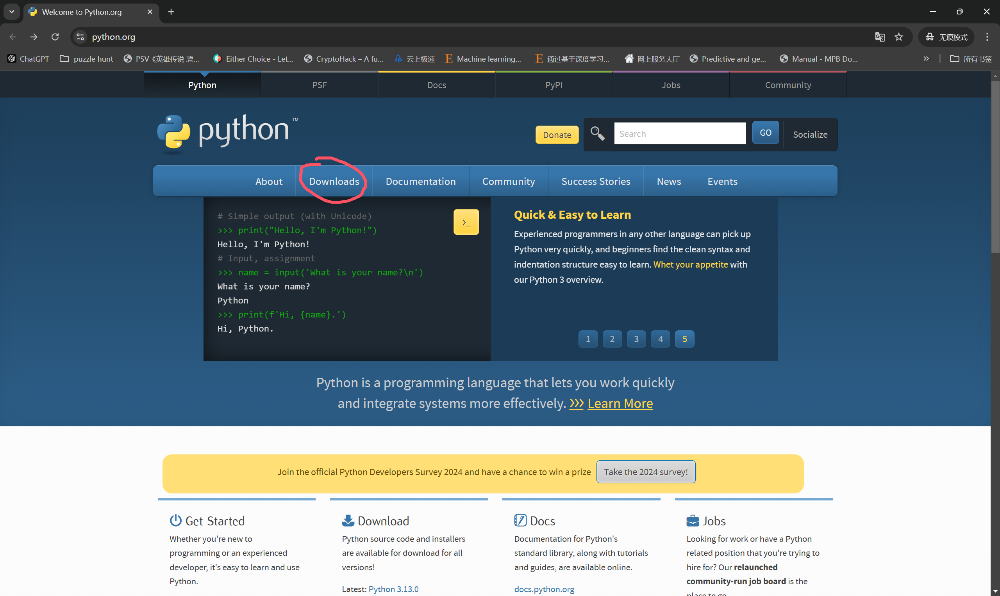 Welcome to Python.org
python.org
无痕模式
ChatGPT
puzzle hunt
PSV《英雄传说 碧...
Either Choice - Let...
CryptoHack – A fu...
云上极速
Machine learning...
通过基于深度学习...
网上服务大厅
Predictive and ge...
Manual - MPB Do...
所有书签
Python
PSF
Docs
PyPI
Jobs
Community
python™
Donate
Search
GO
Socialize
About
Downloads
Documentation
Community
Success Stories
News
Events
# Simple output (with Unicode)
>>> print("Hello, I'm Python!")
Hello, I'm Python!
# Input, assignment
>>> name = input('What is your name?\n')
What is your name?
Python
>>> print(f'Hi, {name}.')
Hi, Python.
>_
Quick & Easy to Learn
Experienced programmers in any other language can pick up
Python very quickly, and beginners find the clean syntax and
indentation structure easy to learn. Whet your appetite with
our Python 3 overview.
1 2 3 4 5
Python is a programming language that lets you work quickly
and integrate systems more effectively. >>> Learn More
Join the official Python Developers Survey 2024 and have a chance to win a prize
Take the 2024 survey!
Get Started
Whether you're new to
programming or an experienced
developer, it's easy to learn and use
Python.
Download
Python source code and installers
are available for download for all
versions!
Latest: Python 3.13.0
Docs
Documentation for Python's
standard library, along with tutorials
and guides, are available online.
docs.python.org
Jobs
Looking for work or have a Python
related position that you're trying to
hire for? Our relaunched
community-run job board is the
place to go.